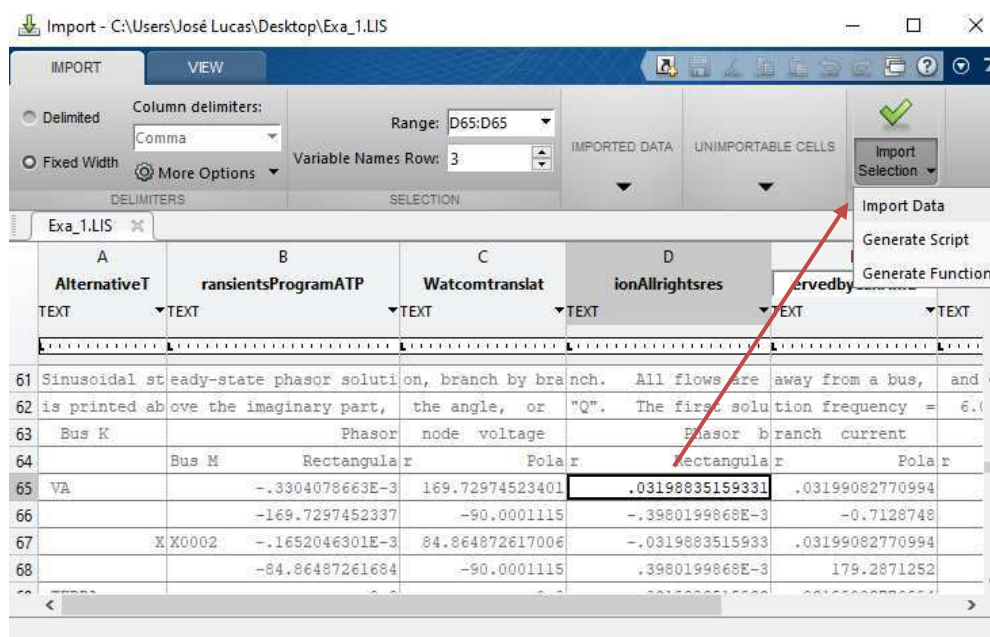 Import - C:\Users\José Lucas\Desktop\Exa_1.LIS
IMPORT VIEW
Delimited Column delimiters:
Comma
Range: D65:D65
Fixed Width More Options
Variable Names Row: 3
IMPORTED DATA UNIMPORTABLE CELLS
Import Selection
DELIMITERS SELECTION
Import Data
Generate Script
Generate Function
Exa_1.LIS
A B C D
AlternativeT ransientsProgramATP Watcomtranslat ionAllrightsres
TEXT TEXT TEXT TEXT TEXT TEXT
61 Sinusoidal st eady-state phasor soluti on, branch by bra nch. All flows are away from a bus, and
62 is printed ab ove the imaginary part, the angle, or "Q". The first solu tion frequency =
63 Bus K Phasor node voltage Phasor b ranch current
64 Bus M Rectangula r Pola r Rectangula r Pola r
65 VA -.3304078663E-3 169.72974523401 .03198835159331 .03199082770994
66 -169.7297452337 -90.0001115 -.3980199868E-3 -0.7128748
67 X X0002 -.1652046301E-3 84.864872617006 -.0319883515933 .03199082770994
68 -84.86487261684 -90.0001115 .3980199868E-3 179.2871252